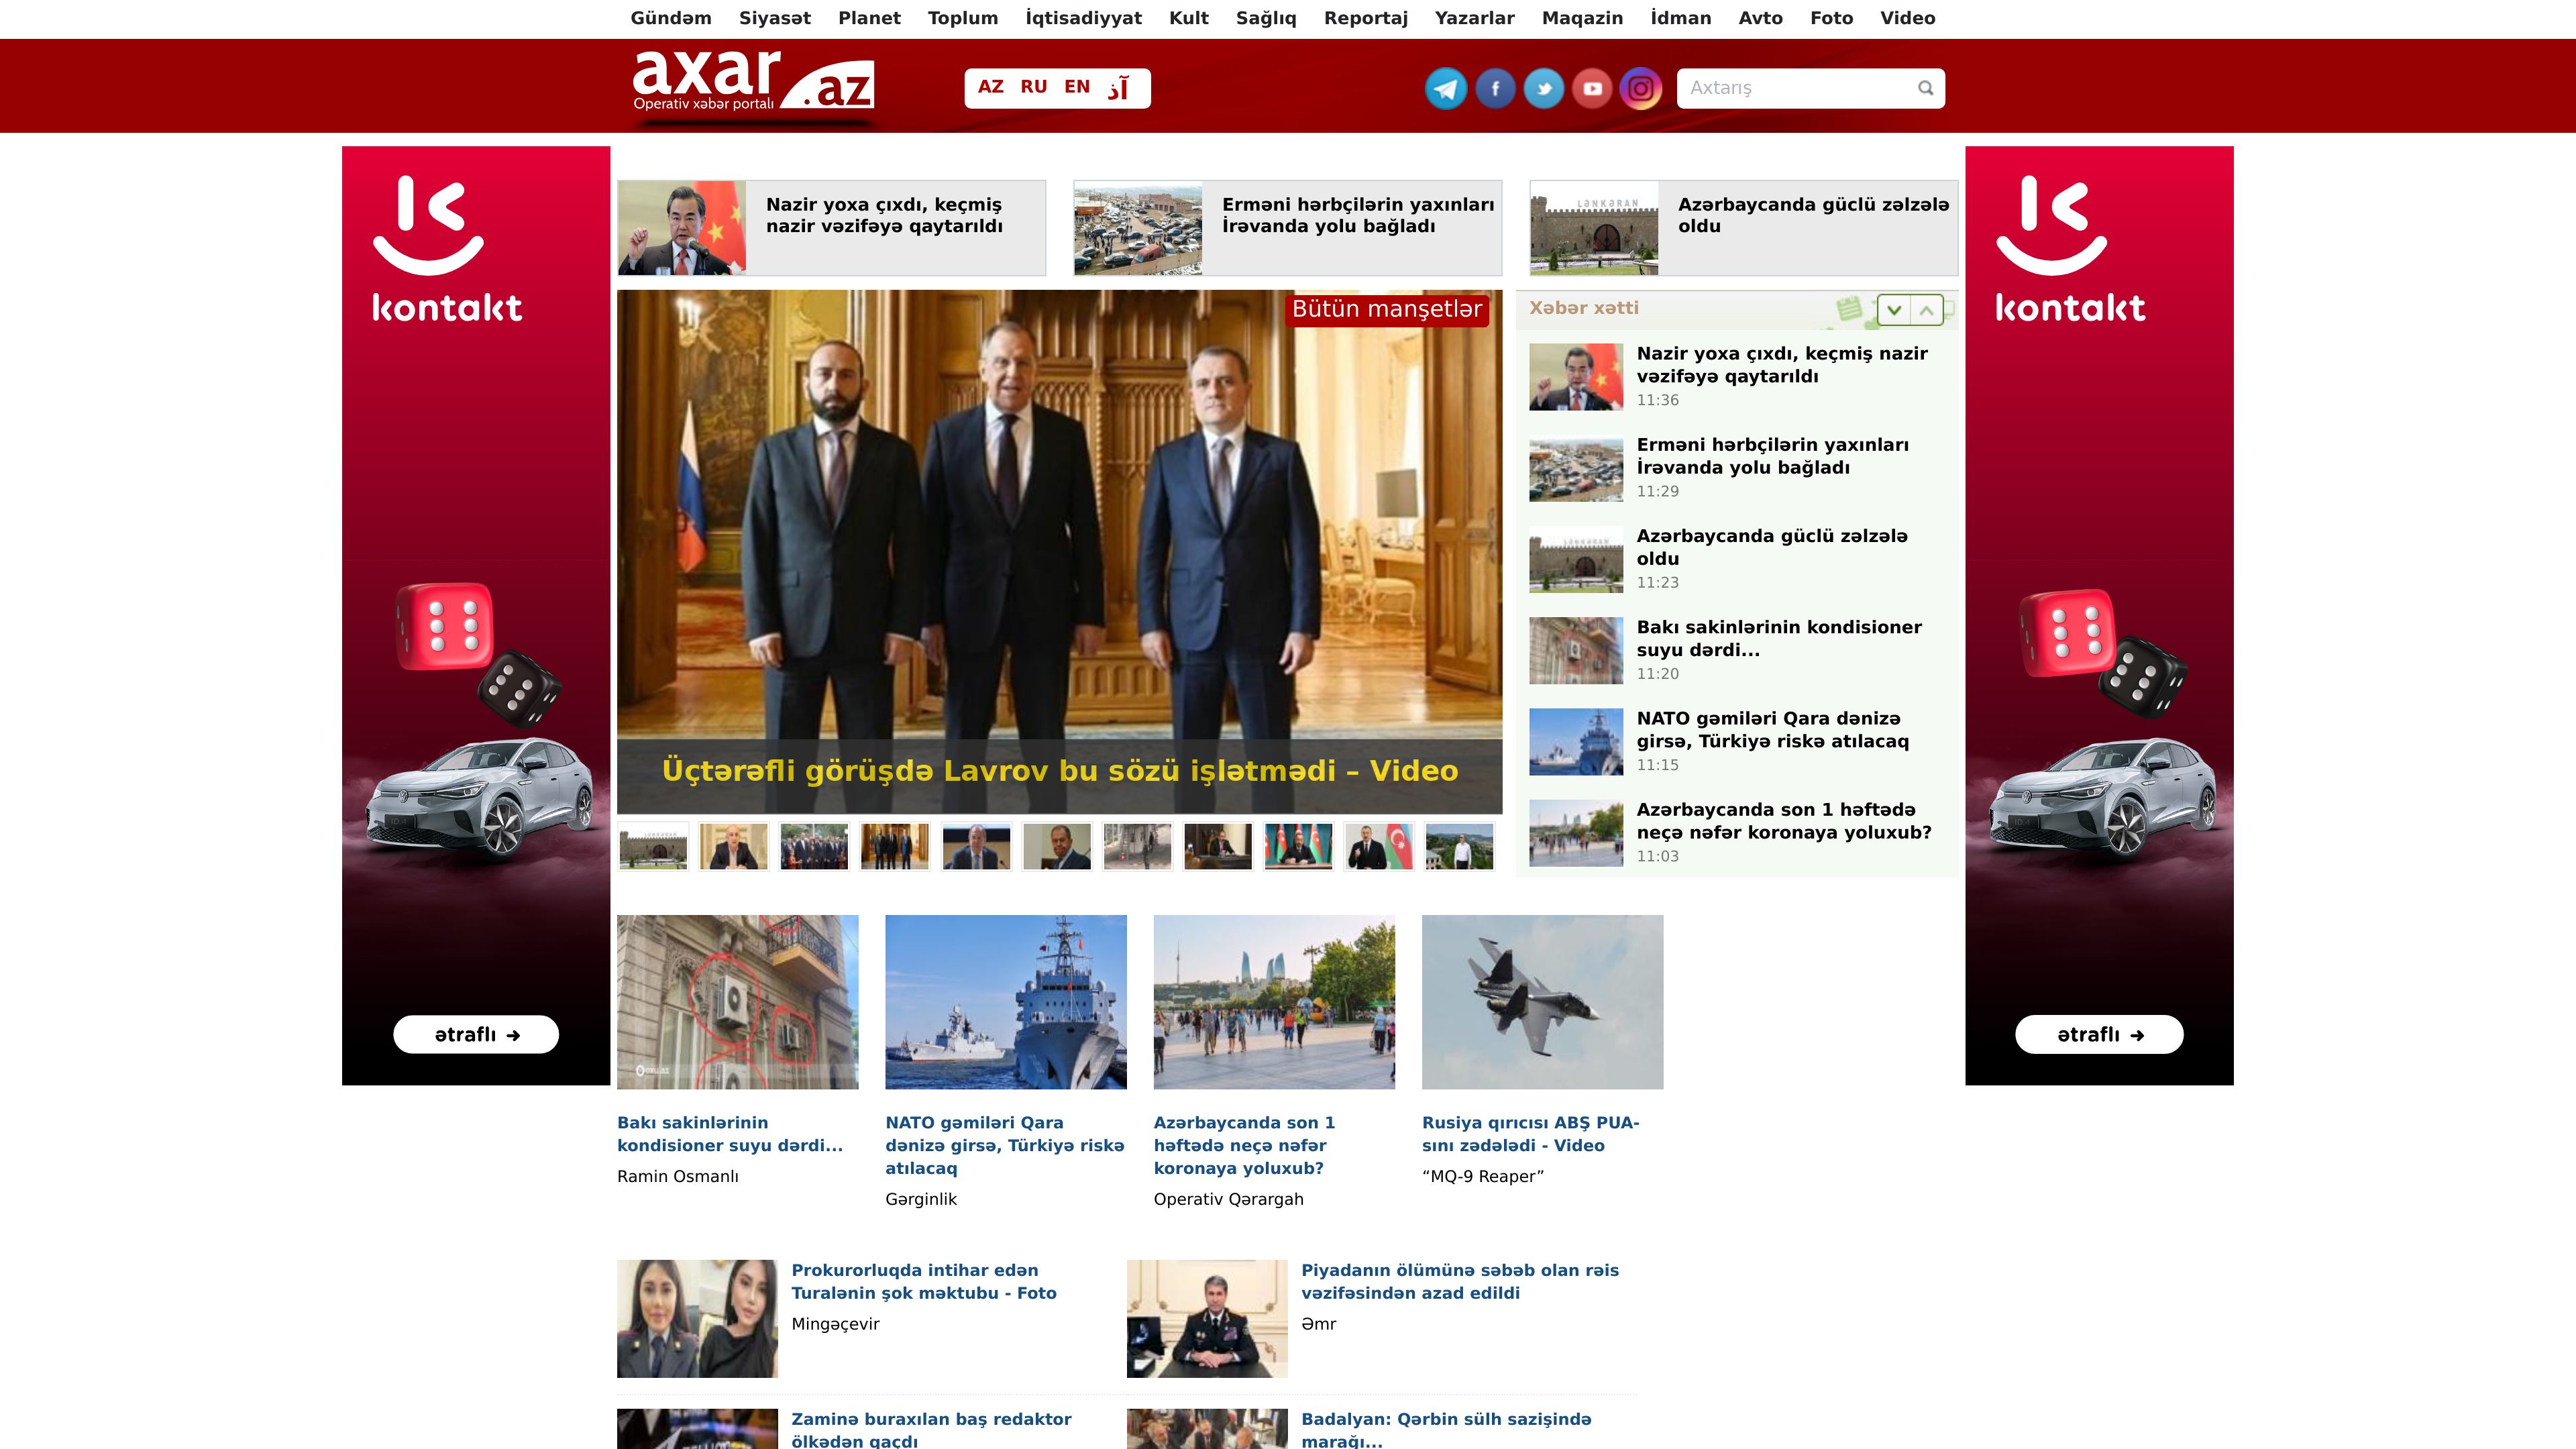 Gündəm Siyasət Planet Toplum İqtisadiyyat Kult Sağlıq Reportaj Yazarlar Maqazin İdman Avto Foto Video
axar.az
Operativ xəbər portalı
AZ RU EN آذ
Axtarış
kontakt
ətraflı →
Nazir yoxa çıxdı, keçmiş
nazir vəzifəyə qaytarıldı
Erməni hərbçilərin yaxınları
İrəvanda yolu bağladı
LƏNKƏRAN
Azərbaycanda güclü zəlzələ
oldu
Bütün manşetlər
Üçtərəfli görüşdə Lavrov bu sözü işlətmədi – Video
Xəbər xətti
Nazir yoxa çıxdı, keçmiş nazir
vəzifəyə qaytarıldı
11:36
Erməni hərbçilərin yaxınları
İrəvanda yolu bağladı
11:29
Azərbaycanda güclü zəlzələ
oldu
11:23
Bakı sakinlərinin kondisioner
suyu dərdi...
11:20
NATO gəmiləri Qara dənizə
girsə, Türkiyə riskə atılacaq
11:15
Azərbaycanda son 1 həftədə
neçə nəfər koronaya yoluxub?
11:03
kontakt
ətraflı →
oxu.az
Bakı sakinlərinin
kondisioner suyu dərdi...
Ramin Osmanlı
NATO gəmiləri Qara
dənizə girsə, Türkiyə riskə
atılacaq
Gərginlik
Azərbaycanda son 1
həftədə neçə nəfər
koronaya yoluxub?
Operativ Qərargah
Rusiya qırıcısı ABŞ PUA-
sını zədələdi - Video
“MQ-9 Reaper”
Prokurorluqda intihar edən
Turalənin şok məktubu - Foto
Mingəçevir
Piyadanın ölümünə səbəb olan rəis
vəzifəsindən azad edildi
Əmr
Zaminə buraxılan baş redaktor
ölkədən qaçdı
Badalyan: Qərbin sülh sazişində
marağı...